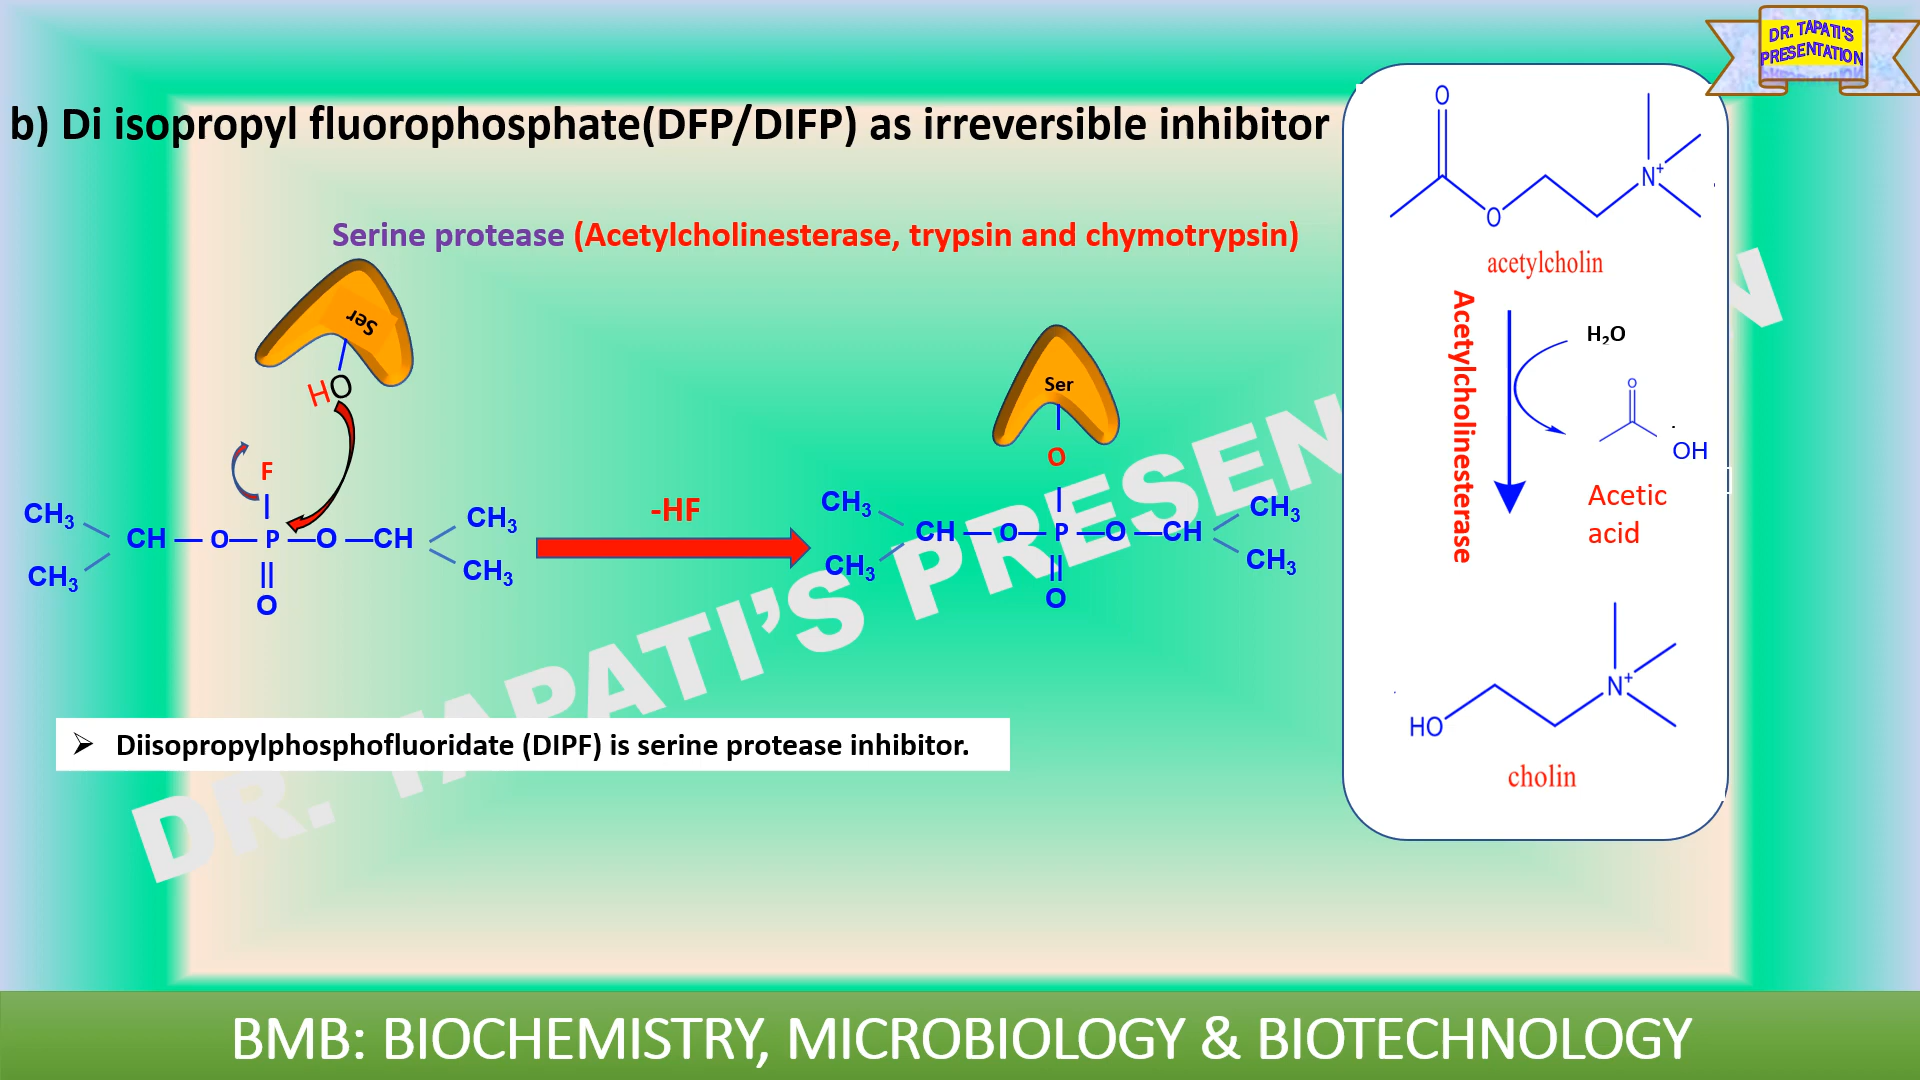 DR. TAPATI'S
PRESENTATION
b) Di isopropyl fluorophosphate(DFP/DIFP) as irreversible inhibitor
Serine protease (Acetylcholinesterase, trypsin and chymotrypsin)
Ser
HO
F
CH3
CH3
CH — O — P — O — CH
CH3
CH3
O
-HF
Ser
O
CH3
CH3
CH — O — P — O — CH
CH3
CH3
O
O
O
N+
acetylcholin
Acetylcholinesterase
H2O
O
OH
Acetic
acid
HO
N+
cholin
➢ Diisopropylphosphofluoridate (DIPF) is serine protease inhibitor.
DR. TAPATI'S PRESEN
N
BMB: BIOCHEMISTRY, MICROBIOLOGY & BIOTECHNOLOGY